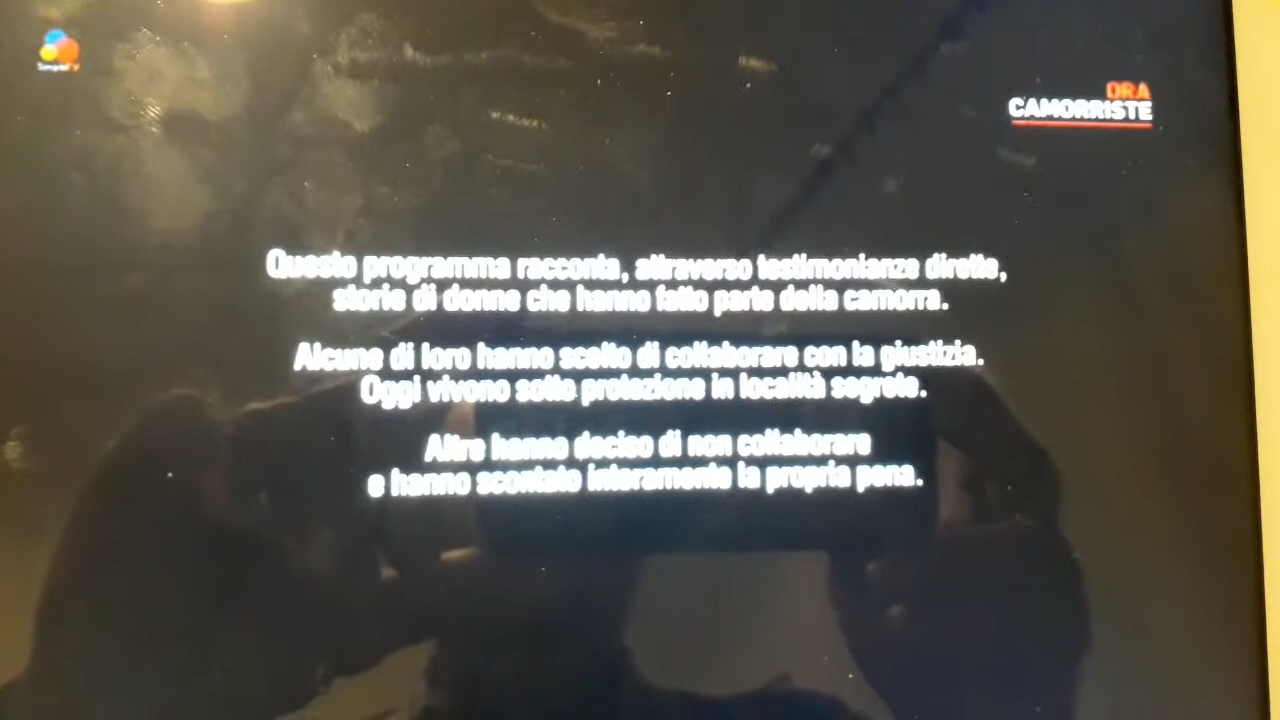 ORA
CAMORRISTE
Questo programma racconta, attraverso testimonianze dirette,
storie di donne che hanno fatto parte della camorra.
Alcune di loro hanno scelto di collaborare con la giustizia.
Oggi vivono sotto protezione in località segrete.
Altre hanno deciso di non collaborare
e hanno scontato interamente la propria pena.